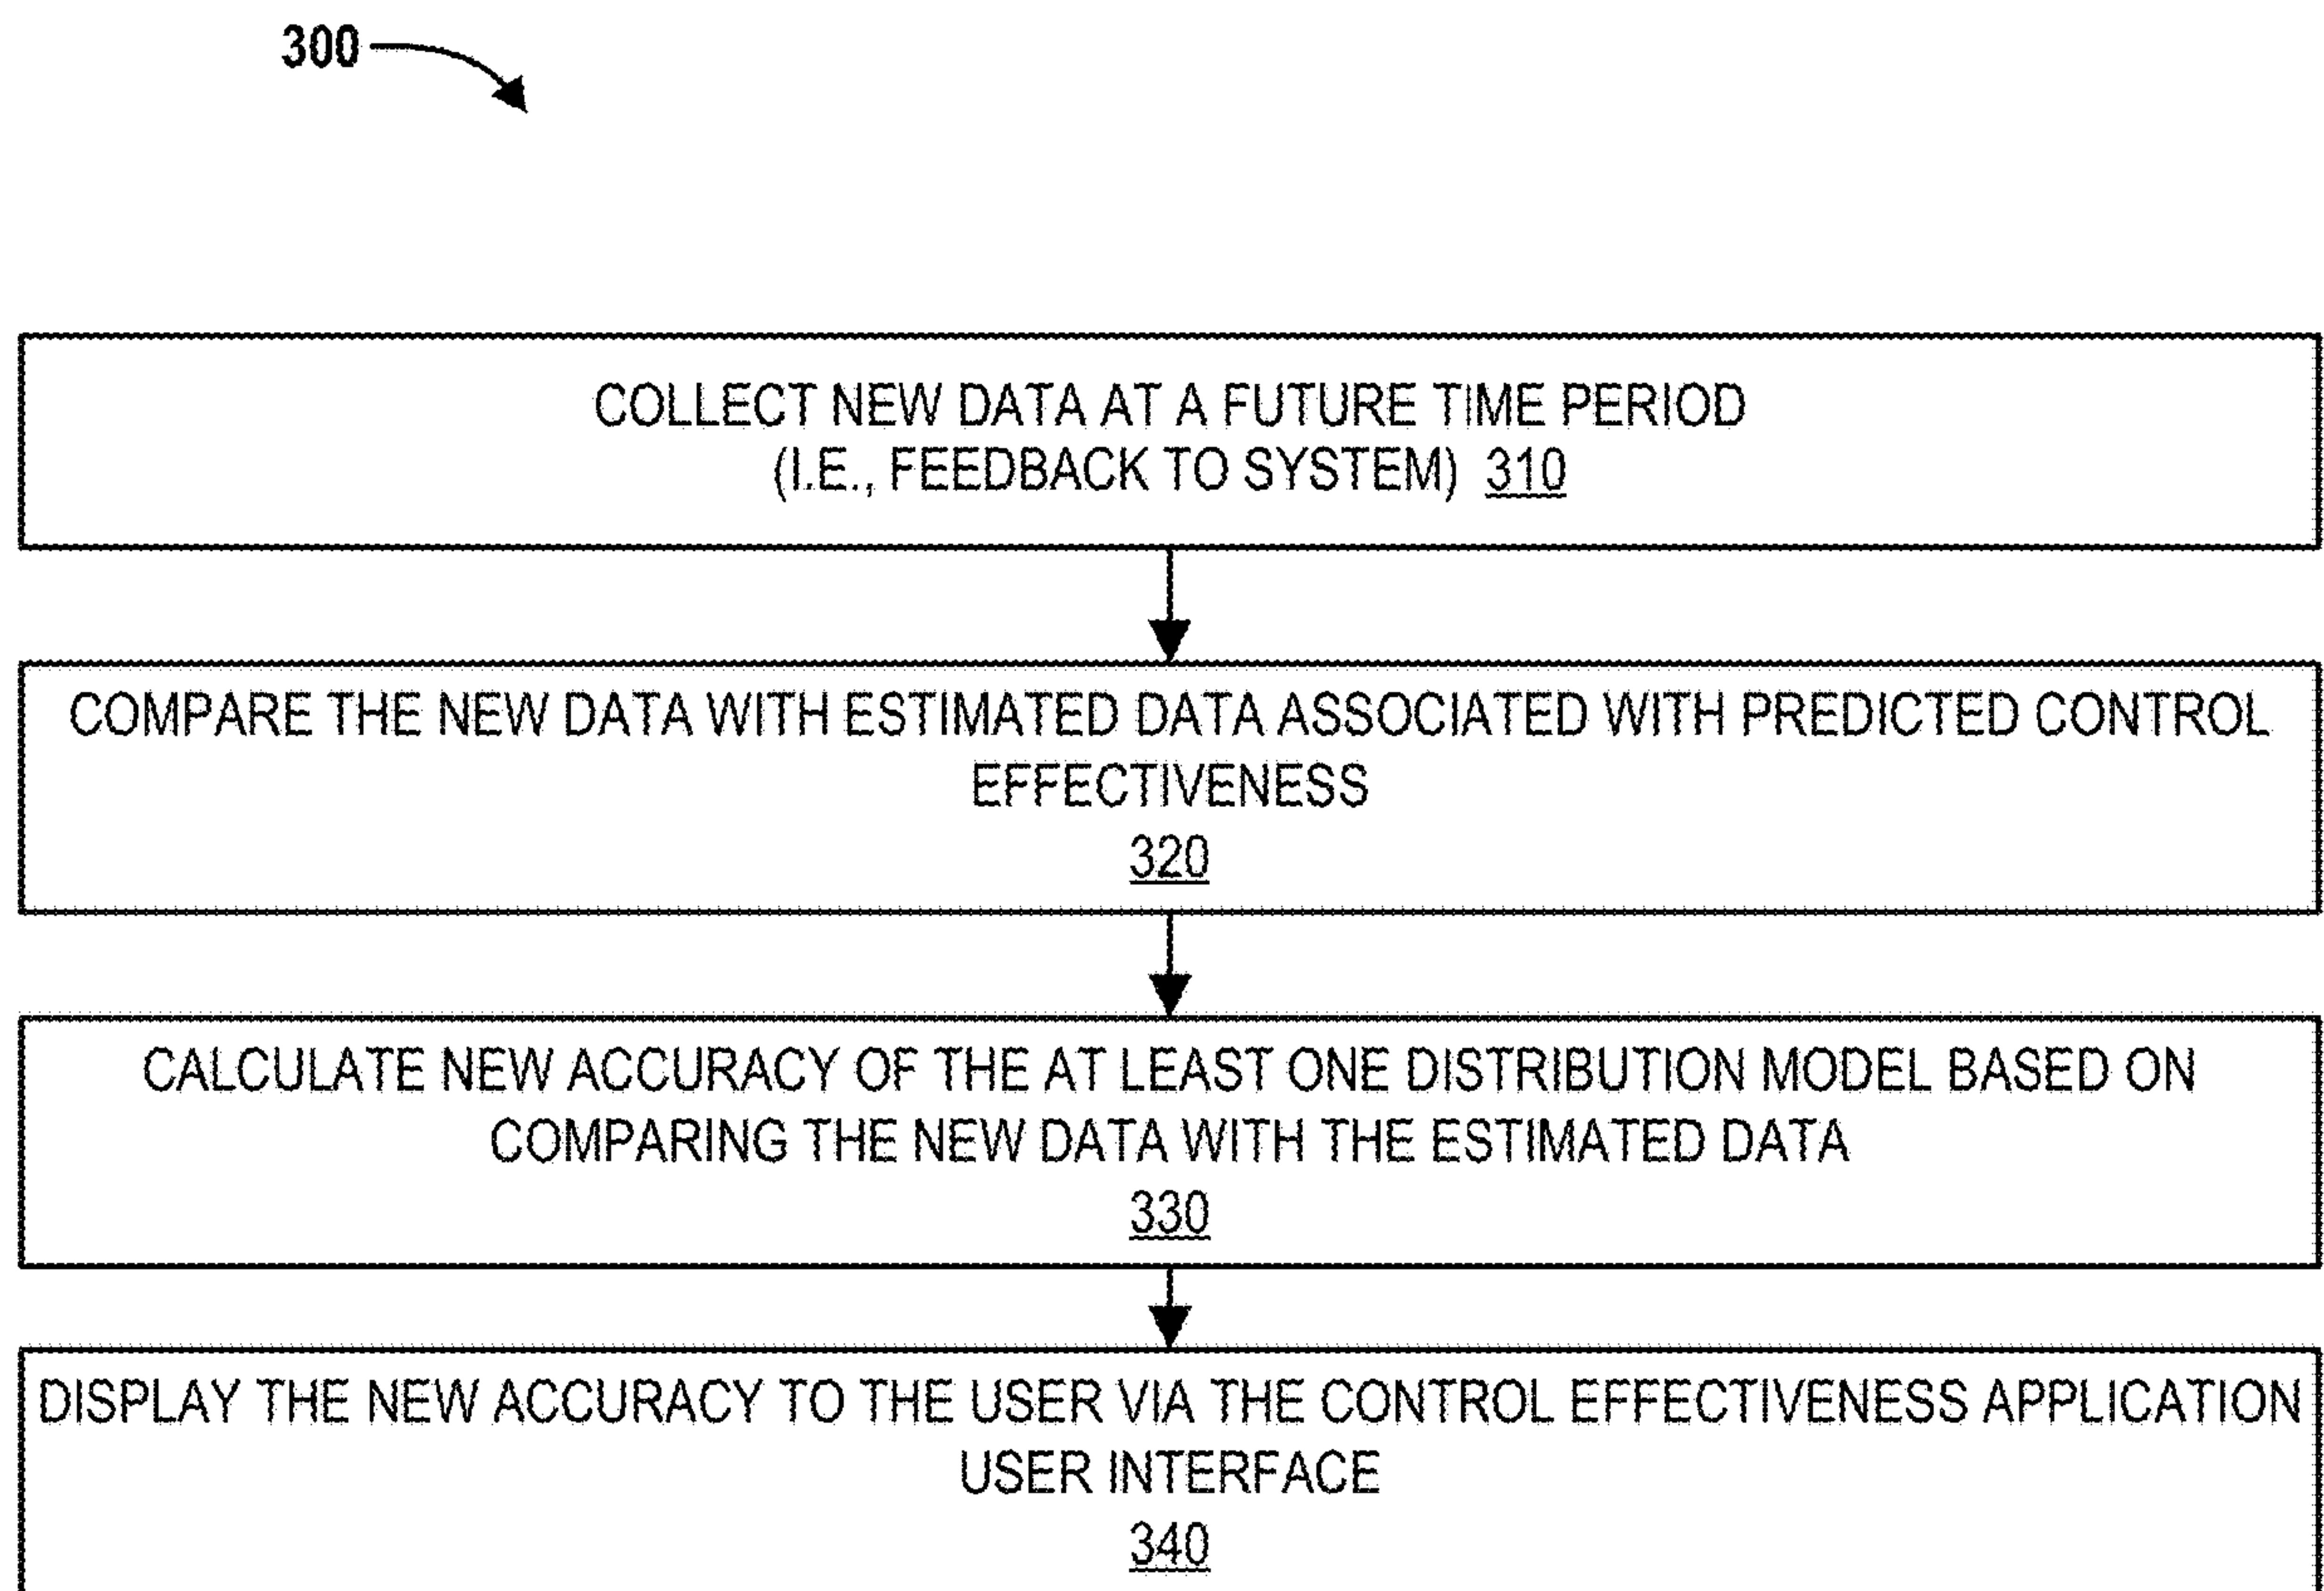 300
COLLECT NEW DATA AT A FUTURE TIME PERIOD
(I.E., FEEDBACK TO SYSTEM) 310
COMPARE THE NEW DATA WITH ESTIMATED DATA ASSOCIATED WITH PREDICTED CONTROL
EFFECTIVENESS
320
CALCULATE NEW ACCURACY OF THE AT LEAST ONE DISTRIBUTION MODEL BASED ON
COMPARING THE NEW DATA WITH THE ESTIMATED DATA
330
DISPLAY THE NEW ACCURACY TO THE USER VIA THE CONTROL EFFECTIVENESS APPLICATION
USER INTERFACE
340